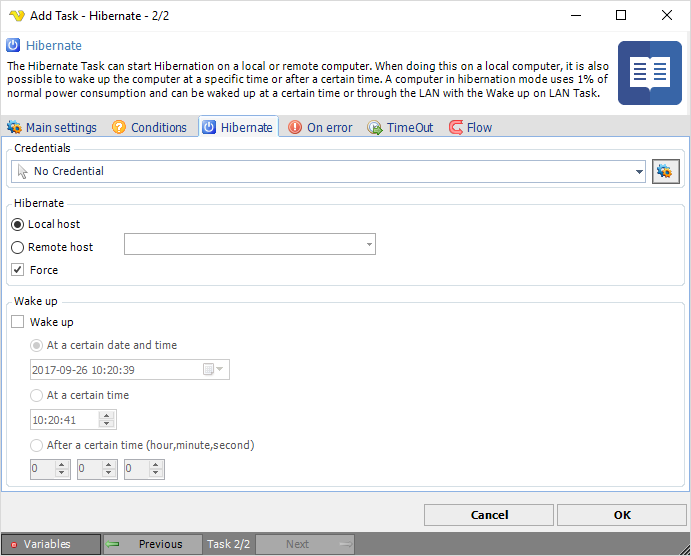 Add Task - Hibernate - 2/2
Hibernate
The Hibernate Task can start Hibernation on a local or remote computer. When doing this on a local computer, it is also
possible to wake up the computer at a specific time or after a certain time. A computer in hibernation mode uses 1% of
normal power consumption and can be waked up at a certain time or through the LAN with the Wake up on LAN Task.
Main settings Conditions Hibernate On error TimeOut Flow
Credentials
No Credential
Hibernate
Local host
Remote host
Force
Wake up
Wake up
At a certain date and time
2017-09-26 10:20:39
At a certain time
10:20:41
After a certain time (hour,minute,second)
0 0 0
Cancel OK
Variables Previous Task 2/2 Next